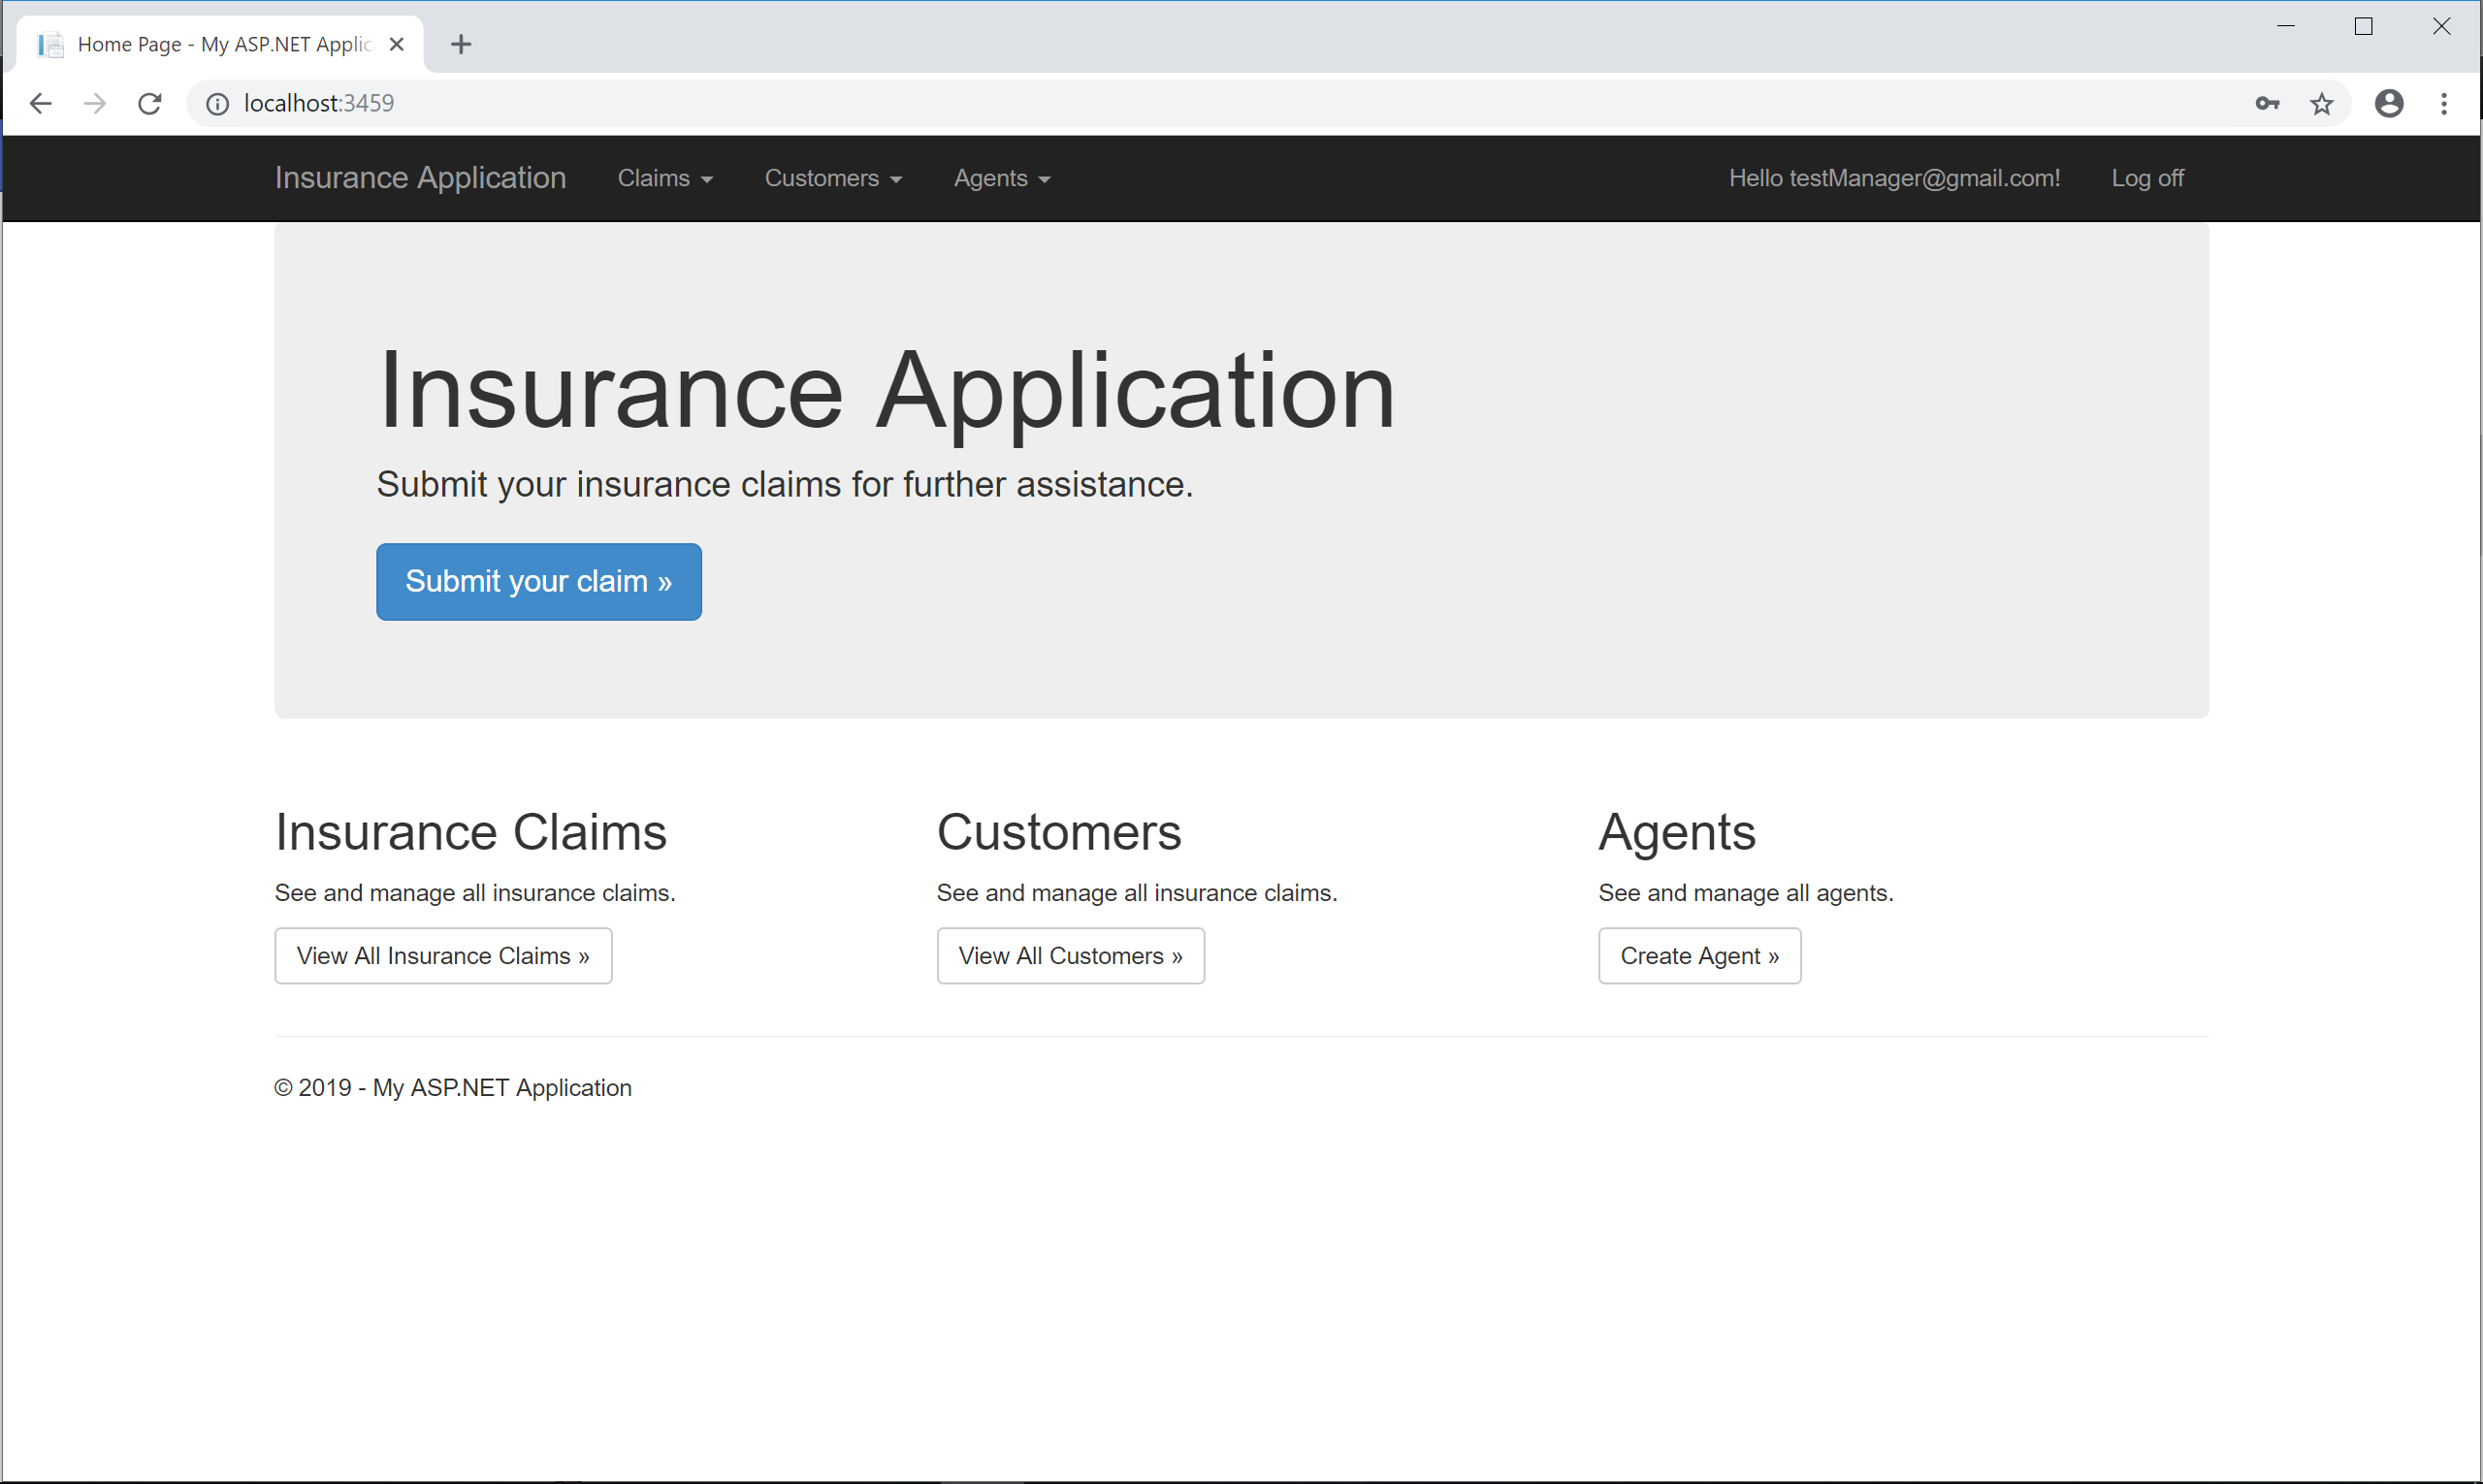 Home Page - My ASP.NET Applic
localhost:3459
Insurance Application Claims Customers Agents Hello testManager@gmail.com! Log off
Insurance Application
Submit your insurance claims for further assistance.
Submit your claim »
Insurance Claims Customers Agents
See and manage all insurance claims. See and manage all insurance claims. See and manage all agents.
View All Insurance Claims » View All Customers » Create Agent »
© 2019 - My ASP.NET Application